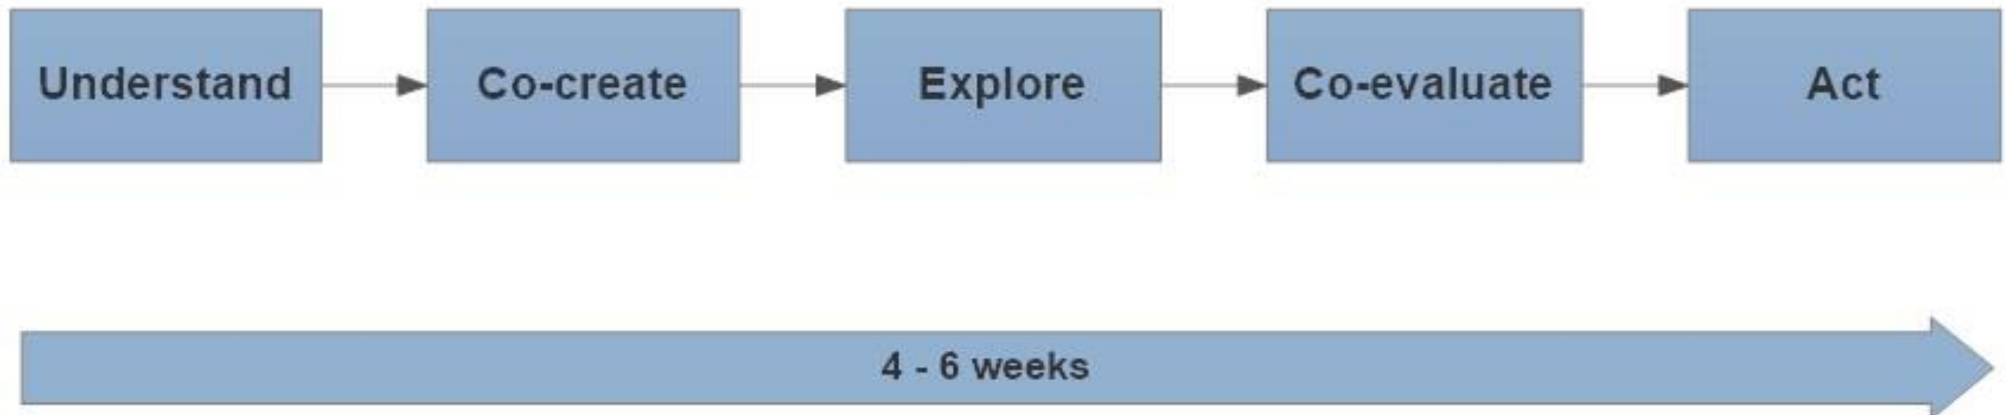 Understand
Co-create
Explore
Co-evaluate
Act
4 - 6 weeks